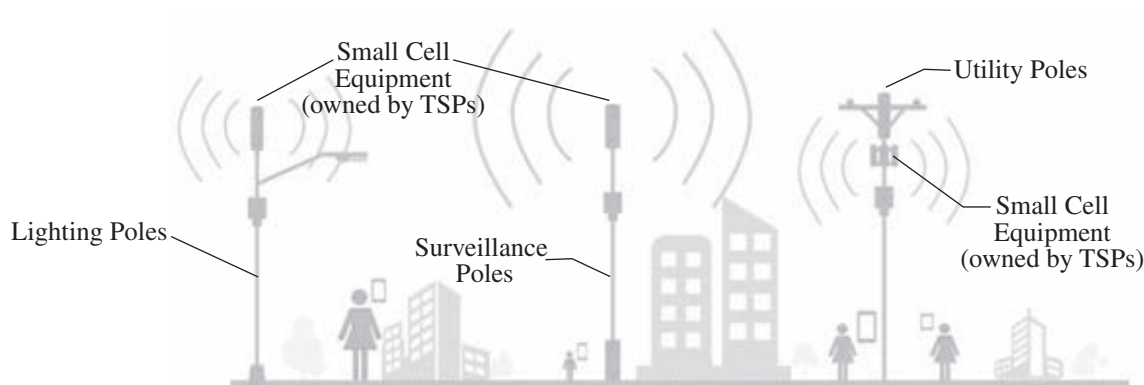 Small Cell
Equipment
(owned by TSPs)
Utility Poles
Lighting Poles
Surveillance
Poles
Small Cell
Equipment
(owned by TSPs)